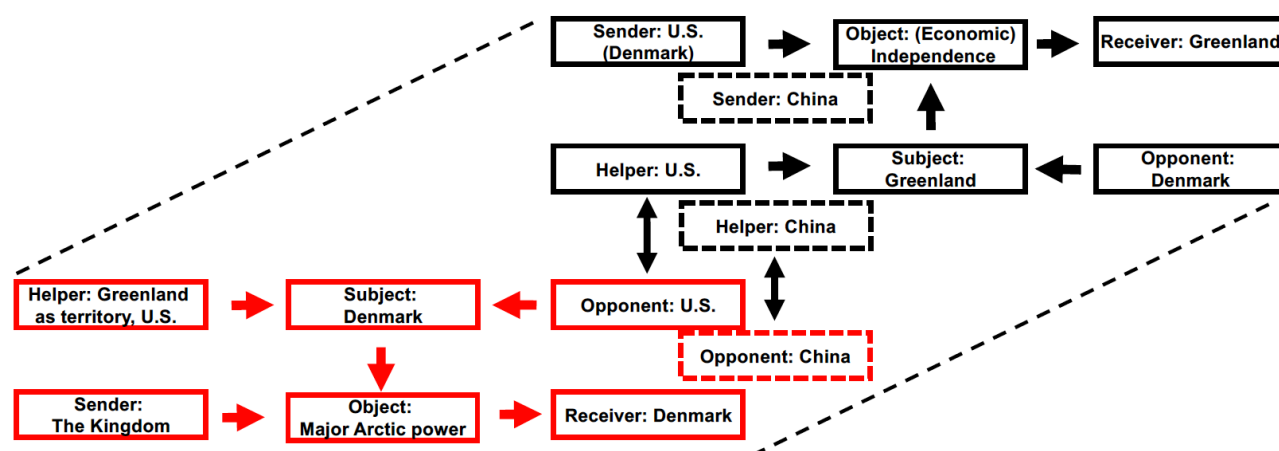 Sender: U.S.
(Denmark)
Object: (Economic)
Independence
Receiver: Greenland
Sender: China
Helper: U.S.
Subject:
Greenland
Opponent:
Denmark
Helper: China
Helper: Greenland
as territory, U.S.
Subject:
Denmark
Opponent: U.S.
Opponent: China
Sender:
The Kingdom
Object:
Major Arctic power
Receiver: Denmark